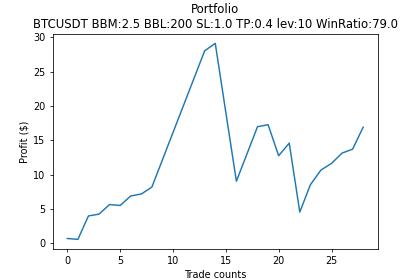 Portfolio
BTCUSDT BBM:2.5 BBL:200 SL:1.0 TP:0.4 lev:10 WinRatio:79.0
30
25
20
15
10
5
0
Profit ($)
0 5 10 15 20 25
Trade counts